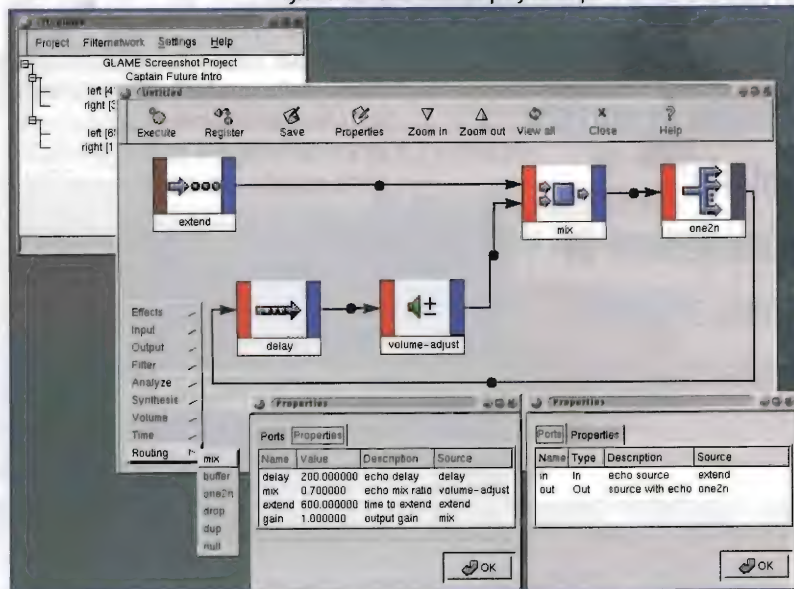 Project Filternetwork Settings Help
GLAME Screenshot Project
Captain Future Intro
left [4
right [3
left [6
right [1
Untitled
Execute Register Save Properties Zoom in Zoom out View all Close Help
extend
mix
one2n
delay
volume-adjust
Effects
Input
Output
Filter
Analyze
Synthesis
Volume
Time
Routing
mix
buffer
one2n
drop
dup
null
Properties
Ports Properties
Name Value Description Source
delay 200.000000 echo delay delay
mix 0.700000 echo mix ratio volume-adjust
extend 600.000000 time to extend extend
gain 1.000000 output gain mix
OK
Properties
Ports Properties
Name Type Description Source
in In echo source extend
out Out source with echo one2n
OK